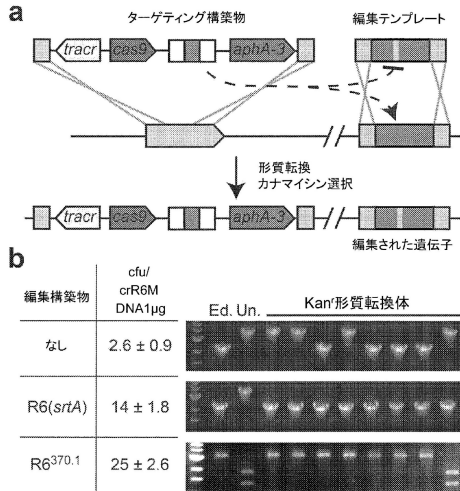 a
ターゲティング構築物
編集テンプレート
tracr
cas9
aphA-3
形質転換
カナマイシン選択
tracr
cas9
aphA-3
編集された遺伝子
b
編集構築物
cfu/
crR6M
DNA1μg
Ed. Un.
Kanʳ形質転換体
なし
2.6 ± 0.9
R6(srtA)
14 ± 1.8
R6³⁷⁰·¹
25 ± 2.6